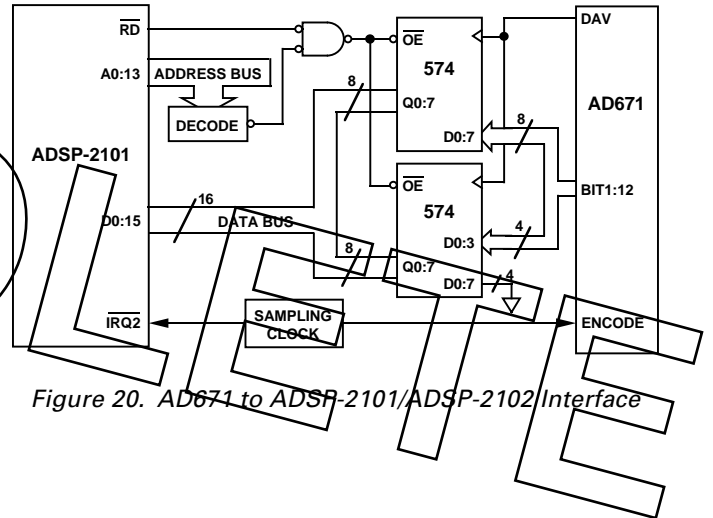 RD
A0:13
ADDRESS BUS
DECODE
ADSP-2101
D0:15
16
DATA BUS
IRQ2
8
8
OE
574
Q0:7
D0:7
OE
574
D0:3
Q0:7
D0:7
8
4
4
DAV
AD671
BIT1:12
ENCODE
SAMPLING
CLOCK
Figure 20. AD671 to ADSP-2101/ADSP-2102 Interface
OBSOLETE